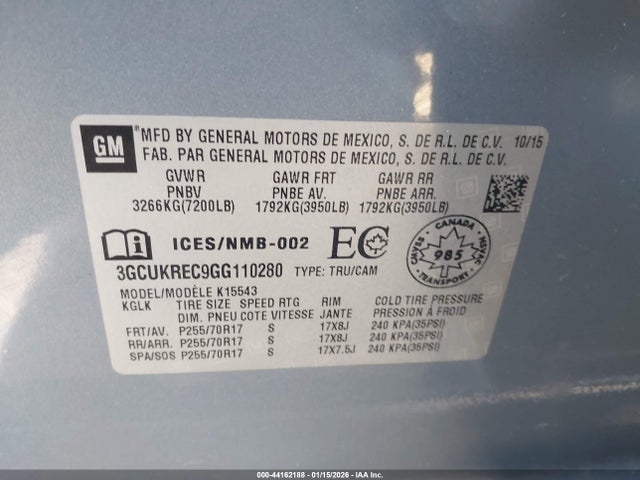 GM
MFD BY GENERAL MOTORS DE MEXICO, S. DE R.L. DE C.V. 10/15
FAB. PAR GENERAL MOTORS DE MEXICO, S. DE R.L. DE C.V.
GVWR GAWR FRT GAWR RR
PNBV PNBE AV. PNBE ARR.
3266KG(7200LB) 1792KG(3950LB) 1792KG(3950LB)
ICES/NMB-002 EC
CANADA
CMVSS 985 NSVAC
TRANSPORT
3GCUKREC9GG110280 TYPE: TRU/CAM
MODEL/MODÈLE K15543
KGLK TIRE SIZE SPEED RTG RIM COLD TIRE PRESSURE
DIM. PNEU COTE VITESSE JANTE PRESSION À FROID
FRT/AV. P255/70R17 S 17X8J 240 KPA(35PSI)
RR/ARR. P255/70R17 S 17X8J 240 KPA(35PSI)
SPA/SOS P255/70R17 S 17X7.5J 240 KPA(35PSI)
000-44162188 - 01/15/2026 - IAA Inc.